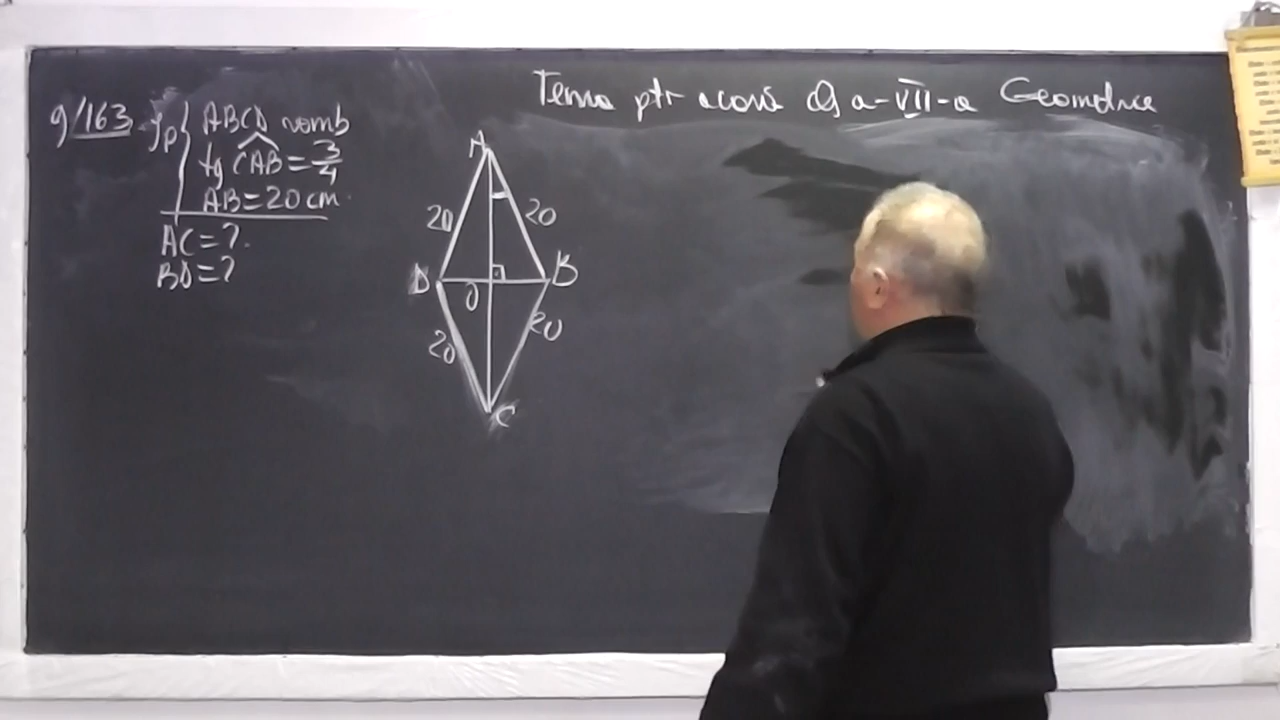 Tema ptr acasă cls a-VII-a Geometrie
9/163 Ip ABCD romb
tg CAB = 3/4
AB = 20 cm
AC = ?
BD = ?
A
20 20
D O B
20 20
C